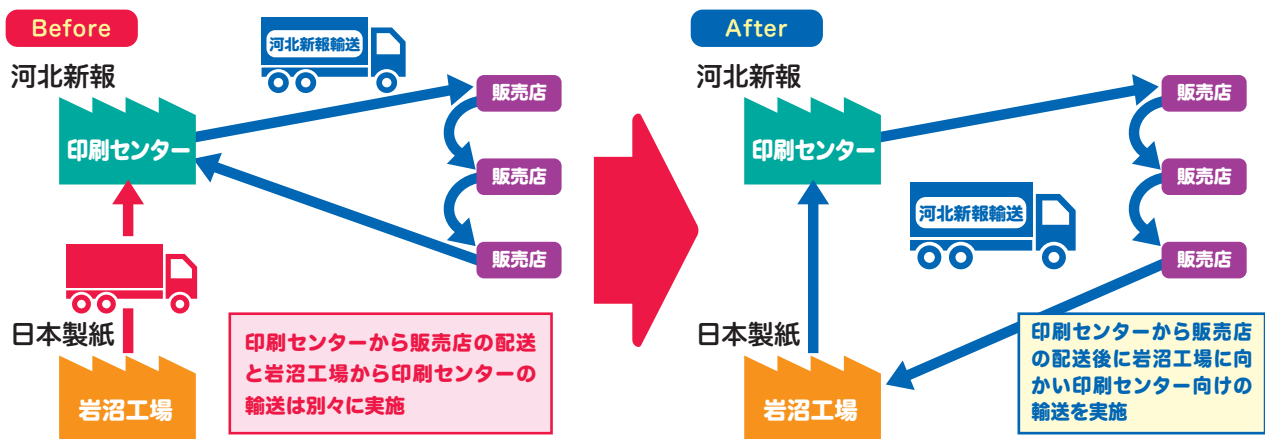 Before
河北新報輸送
河北新報
印刷センター
販売店
販売店
販売店
日本製紙
岩沼工場
印刷センターから販売店の配送
と岩沼工場から印刷センターの
輸送は別々に実施
After
河北新報
印刷センター
販売店
販売店
河北新報輸送
販売店
日本製紙
岩沼工場
印刷センターから販売店
の配送後に岩沼工場に向
かい印刷センター向けの
輸送を実施